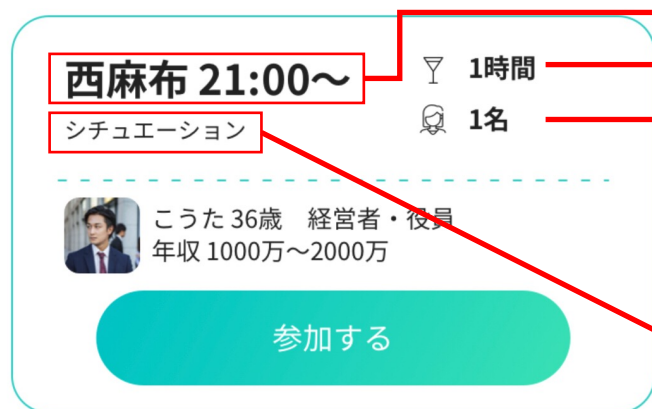 西麻布 21:00〜
1時間
シチュエーション
1名
こうた 36歳　経営者・役員
年収 1000万〜2000万
参加する